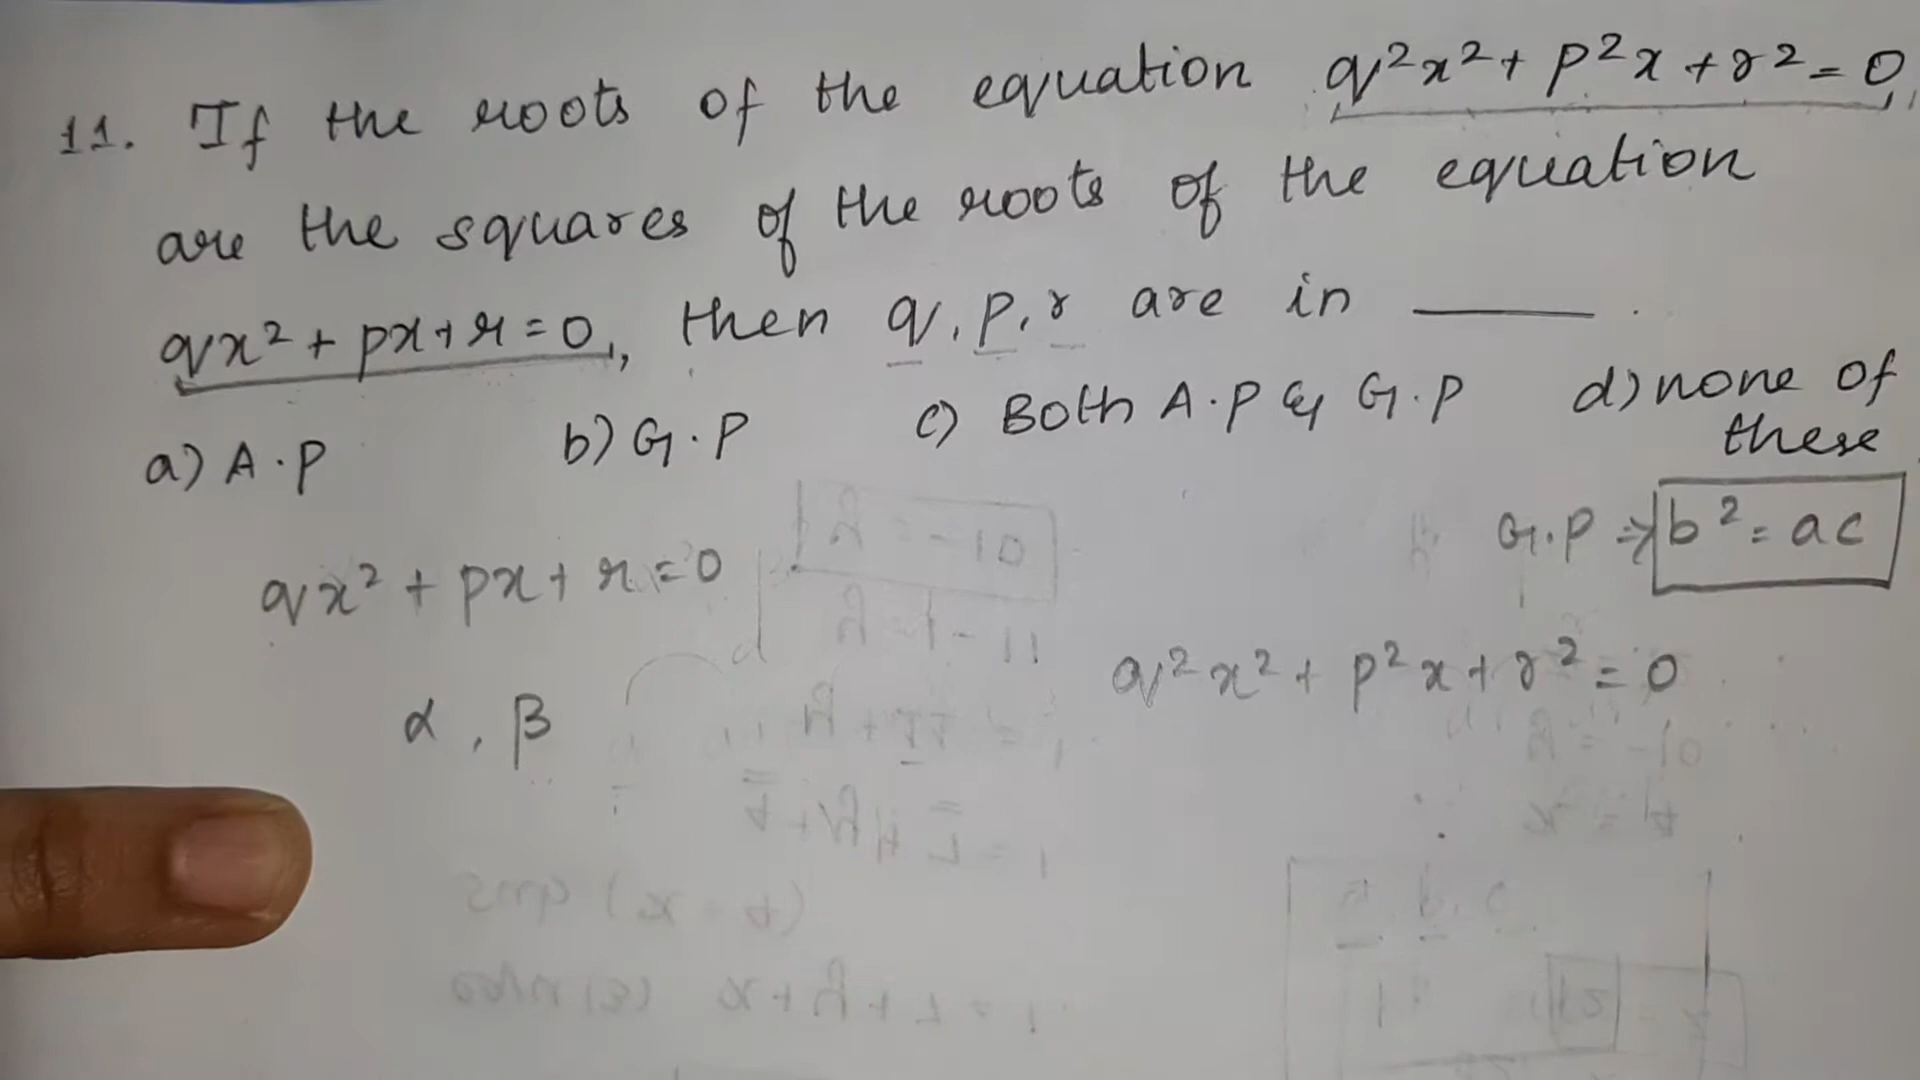 11. If the roots of the equation q²x² + p²x + r² = 0,
are the squares of the roots of the equation
qx² + px + r = 0, then q, p, r are in ______ .
a) A.P b) G.P c) Both A.P & G.P d) none of these
G.P ⇒ b² = ac
qx² + px + r = 0
q²x² + p²x + r² = 0
α, β